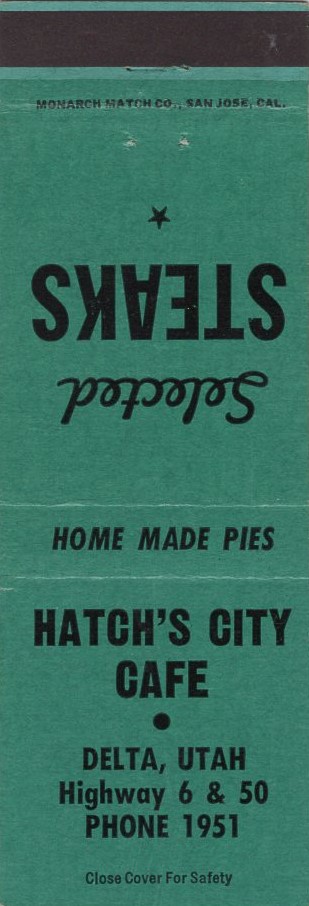 MONARCH MATCH CO., SAN JOSE, CAL.
Selected
STEAKS
HOME MADE PIES
HATCH'S CITY
CAFE
DELTA, UTAH
Highway 6 & 50
PHONE 1951
Close Cover For Safety